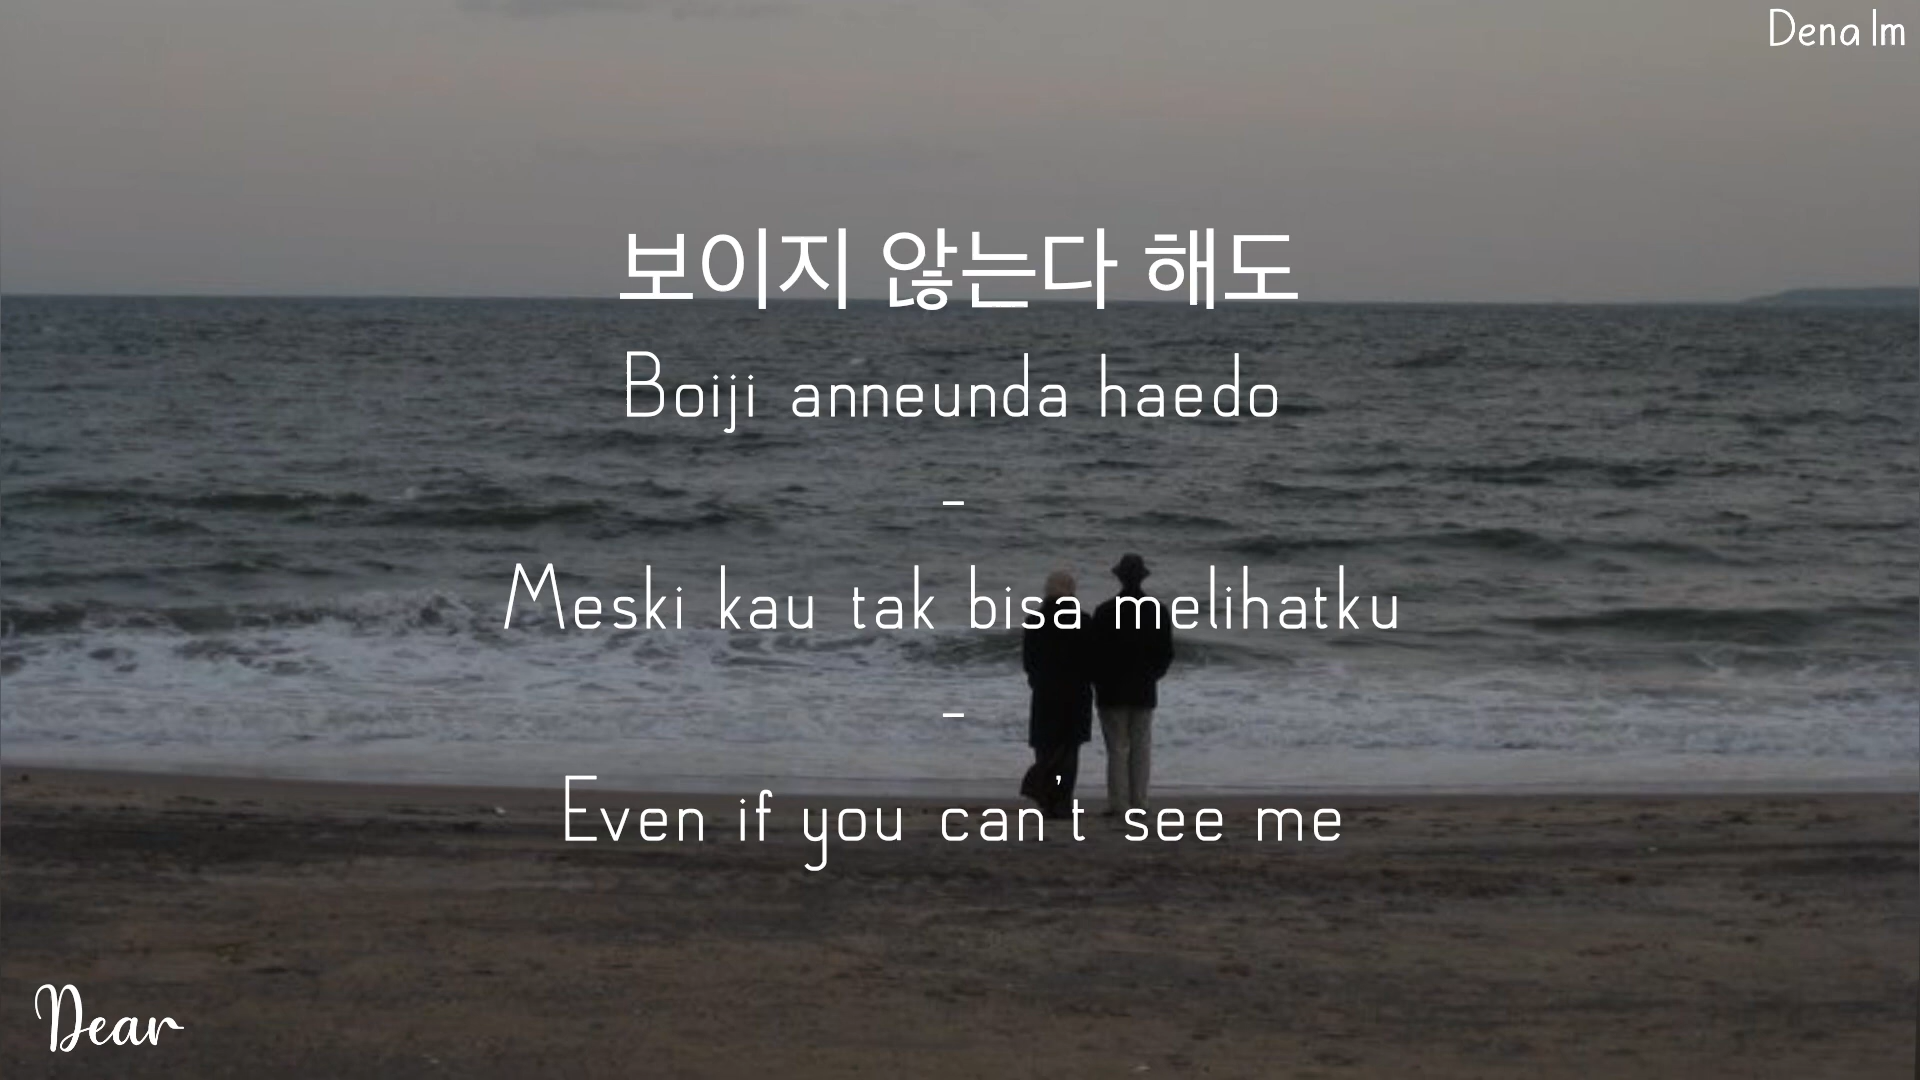 Dena Im
보이지 않는다 해도
Boiji anneunda haedo
-
Meski kau tak bisa melihatku
-
Even if you can't see me
Dear